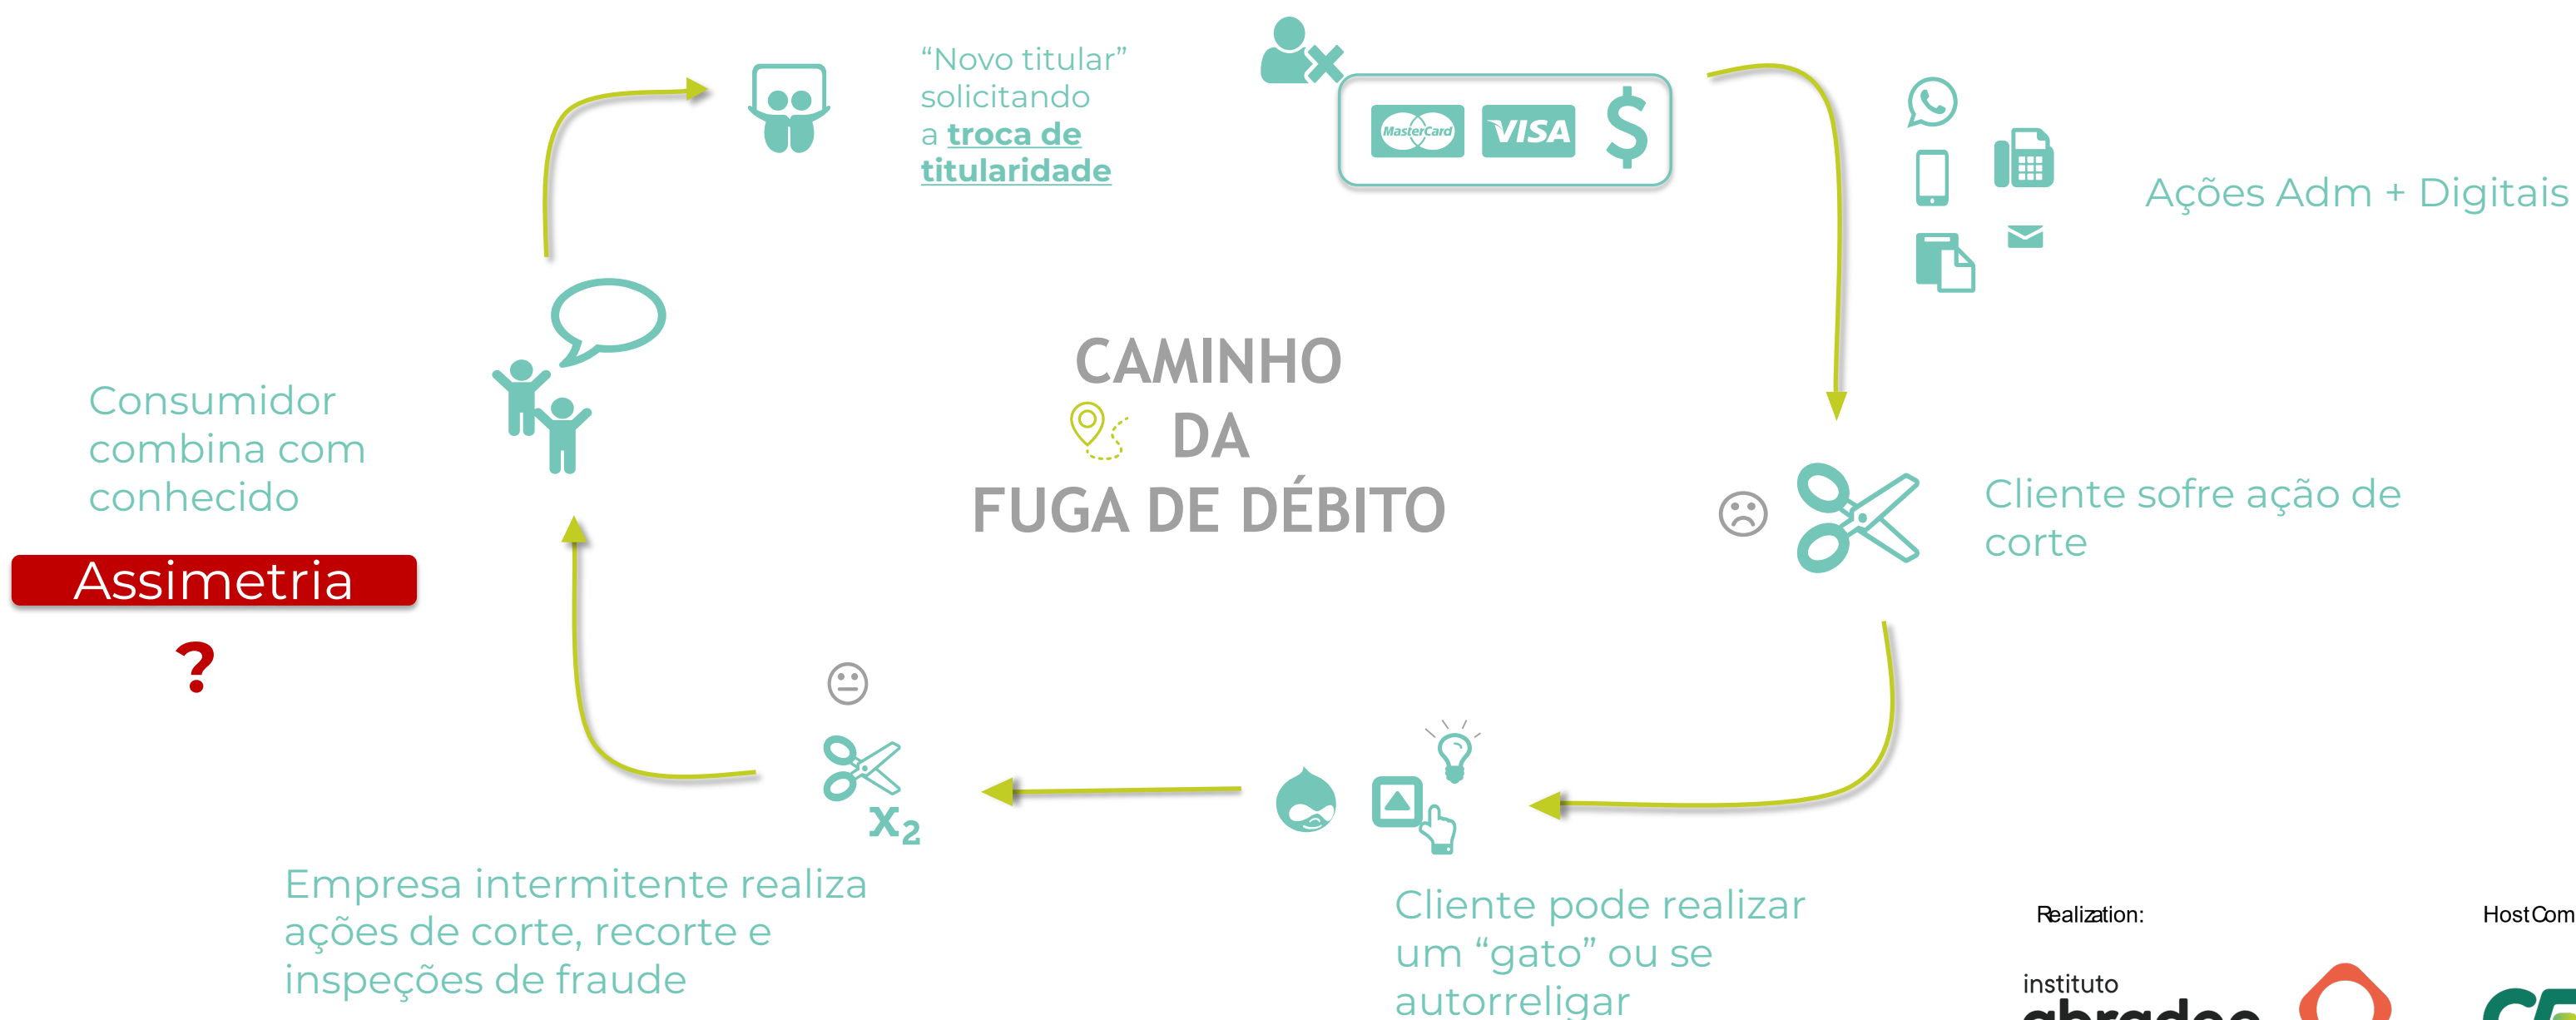 “Novo titular”
solicitando
a troca de
titularidade
MasterCard
VISA
$
Ações Adm + Digitais
CAMINHO
DA
FUGA DE DÉBITO
Consumidor
combina com
conhecido
Assimetria
?
Cliente sofre ação de
corte
x₂
Empresa intermitente realiza
ações de corte, recorte e
inspeções de fraude
Cliente pode realizar
um “gato” ou se
autorreligar
Realization:
Host Com
instituto